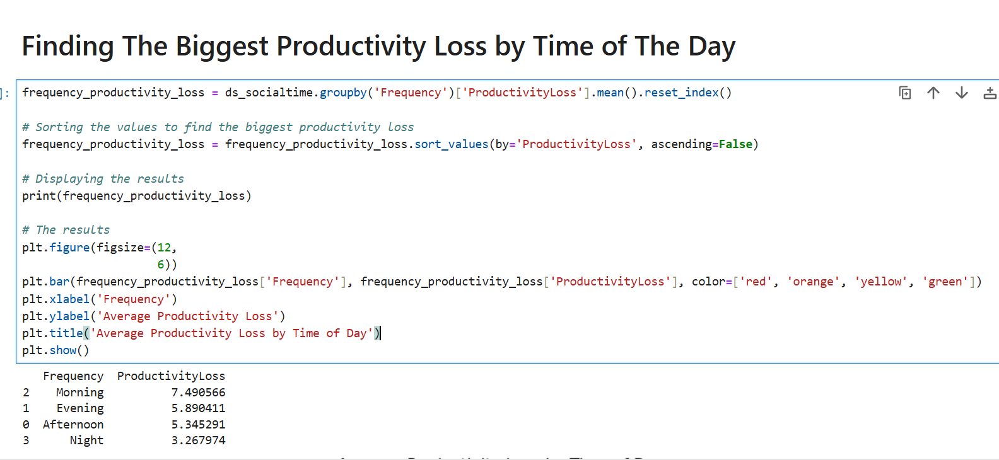 Finding The Biggest Productivity Loss by Time of The Day
]: frequency_productivity_loss = ds_socialtime.groupby('Frequency')['ProductivityLoss'].mean().reset_index()
# Sorting the values to find the biggest productivity loss
frequency_productivity_loss = frequency_productivity_loss.sort_values(by='ProductivityLoss', ascending=False)
# Displaying the results
print(frequency_productivity_loss)
# The results
plt.figure(figsize=(12,
6))
plt.bar(frequency_productivity_loss['Frequency'], frequency_productivity_loss['ProductivityLoss'], color=['red', 'orange', 'yellow', 'green'])
plt.xlabel('Frequency')
plt.ylabel('Average Productivity Loss')
plt.title('Average Productivity Loss by Time of Day')
plt.show()
Frequency ProductivityLoss
2 Morning 7.490566
1 Evening 5.890411
0 Afternoon 5.345291
3 Night 3.267974